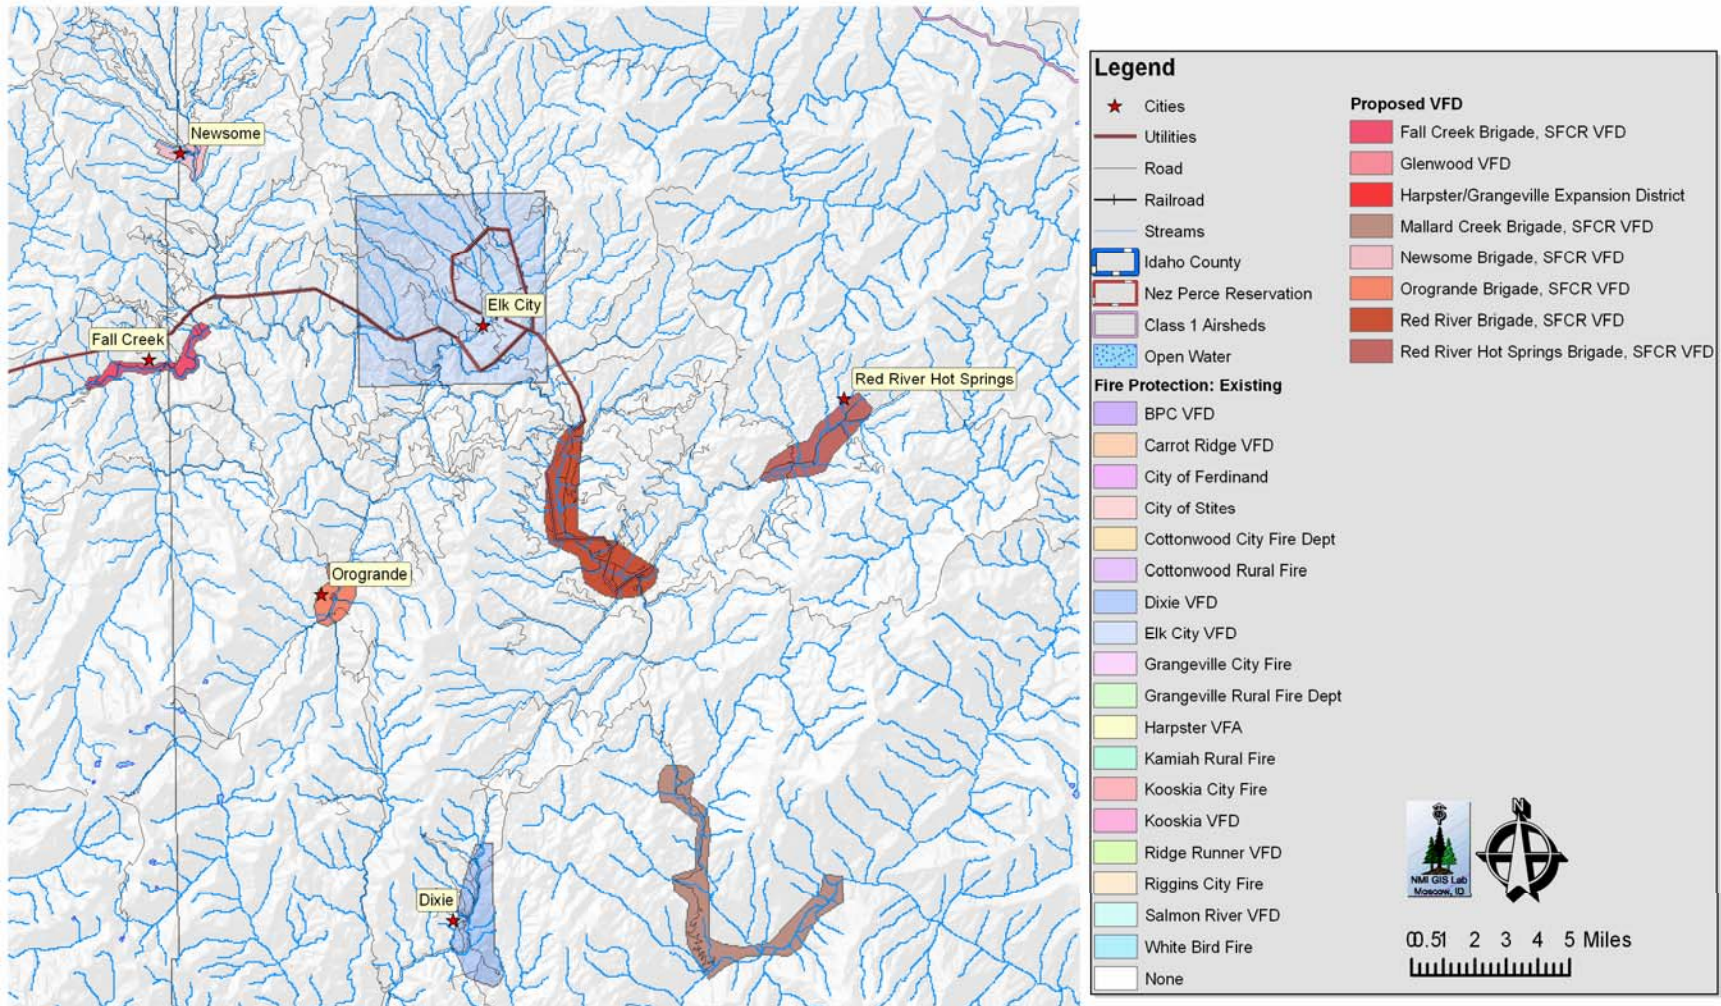 Newsome
Elk City
Fall Creek
Red River Hot Springs
Orogrande
Dixie
Legend
Cities
Utilities
Road
Railroad
Streams
Idaho County
Nez Perce Reservation
Class 1 Airsheds
Open Water
Fire Protection: Existing
BPC VFD
Carrot Ridge VFD
City of Ferdinand
City of Stites
Cottonwood City Fire Dept
Cottonwood Rural Fire
Dixie VFD
Elk City VFD
Grangeville City Fire
Grangeville Rural Fire Dept
Harpster VFA
Kamiah Rural Fire
Kooskia City Fire
Kooskia VFD
Ridge Runner VFD
Riggins City Fire
Salmon River VFD
White Bird Fire
None
Proposed VFD
Fall Creek Brigade, SFCR VFD
Glenwood VFD
Harpster/Grangeville Expansion District
Mallard Creek Brigade, SFCR VFD
Newsome Brigade, SFCR VFD
Orogrande Brigade, SFCR VFD
Red River Brigade, SFCR VFD
Red River Hot Springs Brigade, SFCR VFD
NMI GIS Lab
Moscow, ID
N
0 0.5 1 2 3 4 5 Miles